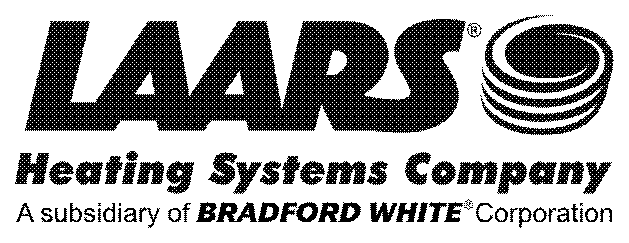 LAARS®
Heating Systems Company
A subsidiary of BRADFORD WHITE® Corporation